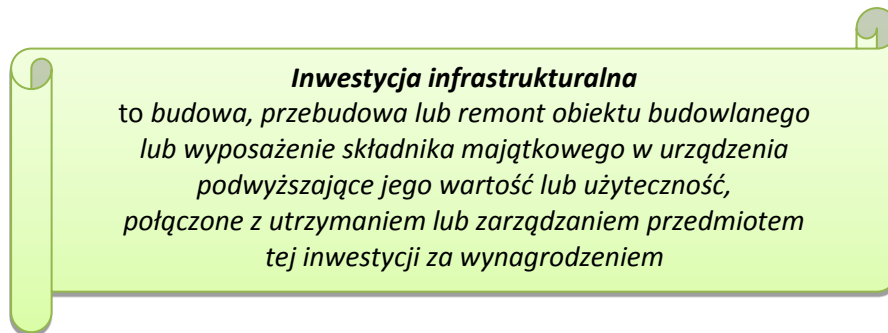 Inwestycja infrastrukturalna
to budowa, przebudowa lub remont obiektu budowlanego
lub wyposażenie składnika majątkowego w urządzenia
podwyższające jego wartość lub użyteczność,
połączone z utrzymaniem lub zarządzaniem przedmiotem
tej inwestycji za wynagrodzeniem